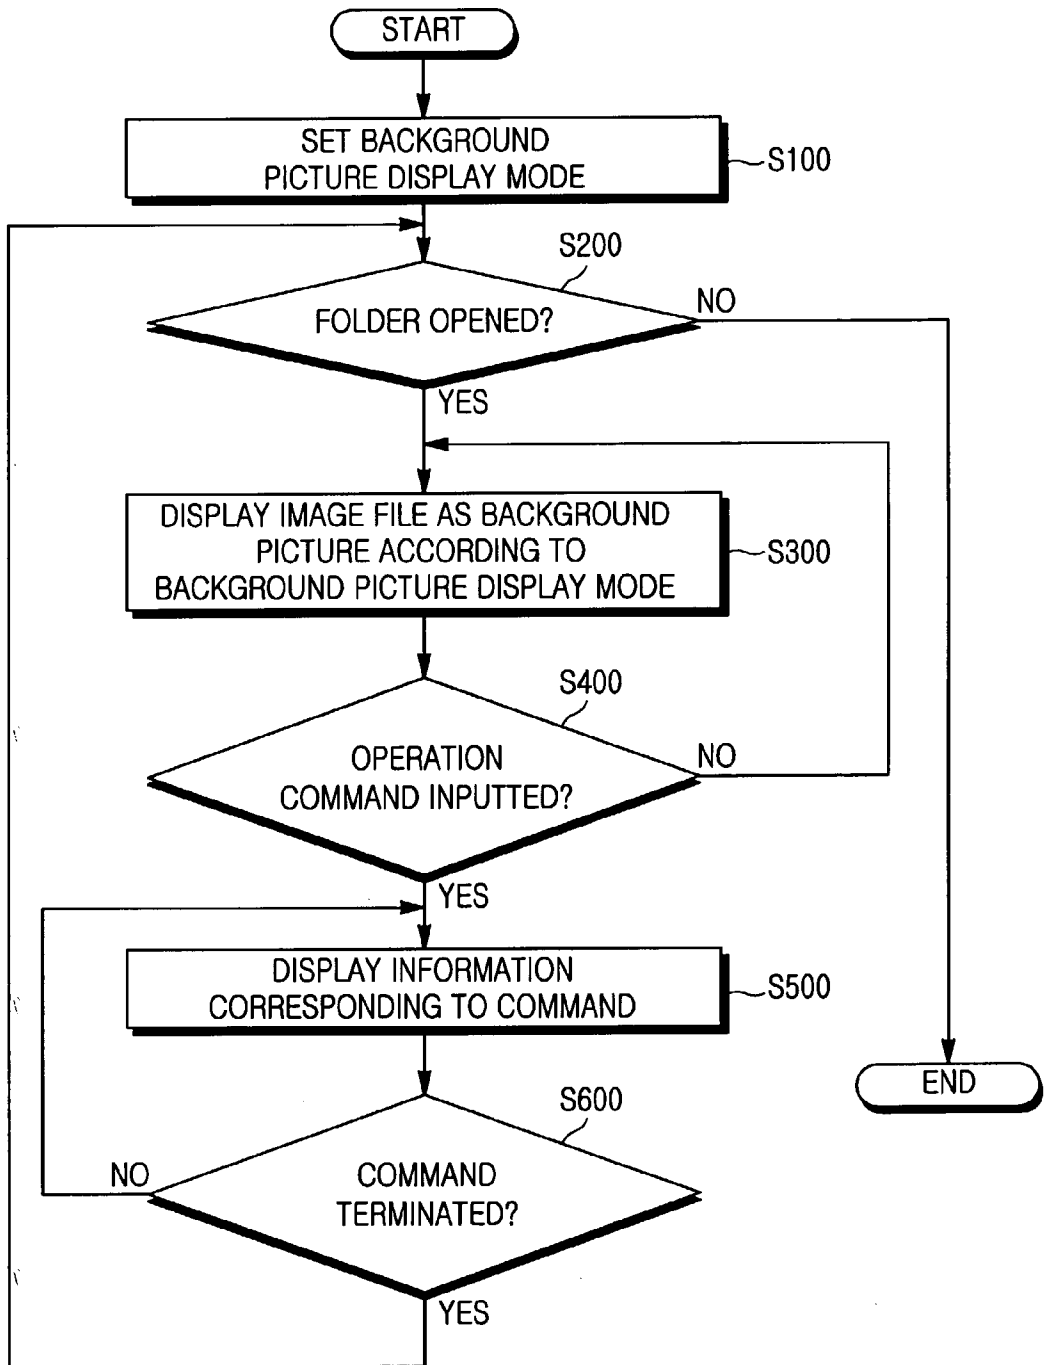 START
SET BACKGROUND
PICTURE DISPLAY MODE
S100
S200
FOLDER OPENED?
NO
YES
DISPLAY IMAGE FILE AS BACKGROUND
PICTURE ACCORDING TO
BACKGROUND PICTURE DISPLAY MODE
S300
S400
OPERATION
COMMAND INPUTTED?
NO
YES
DISPLAY INFORMATION
CORRESPONDING TO COMMAND
S500
END
S600
NO
COMMAND
TERMINATED?
YES